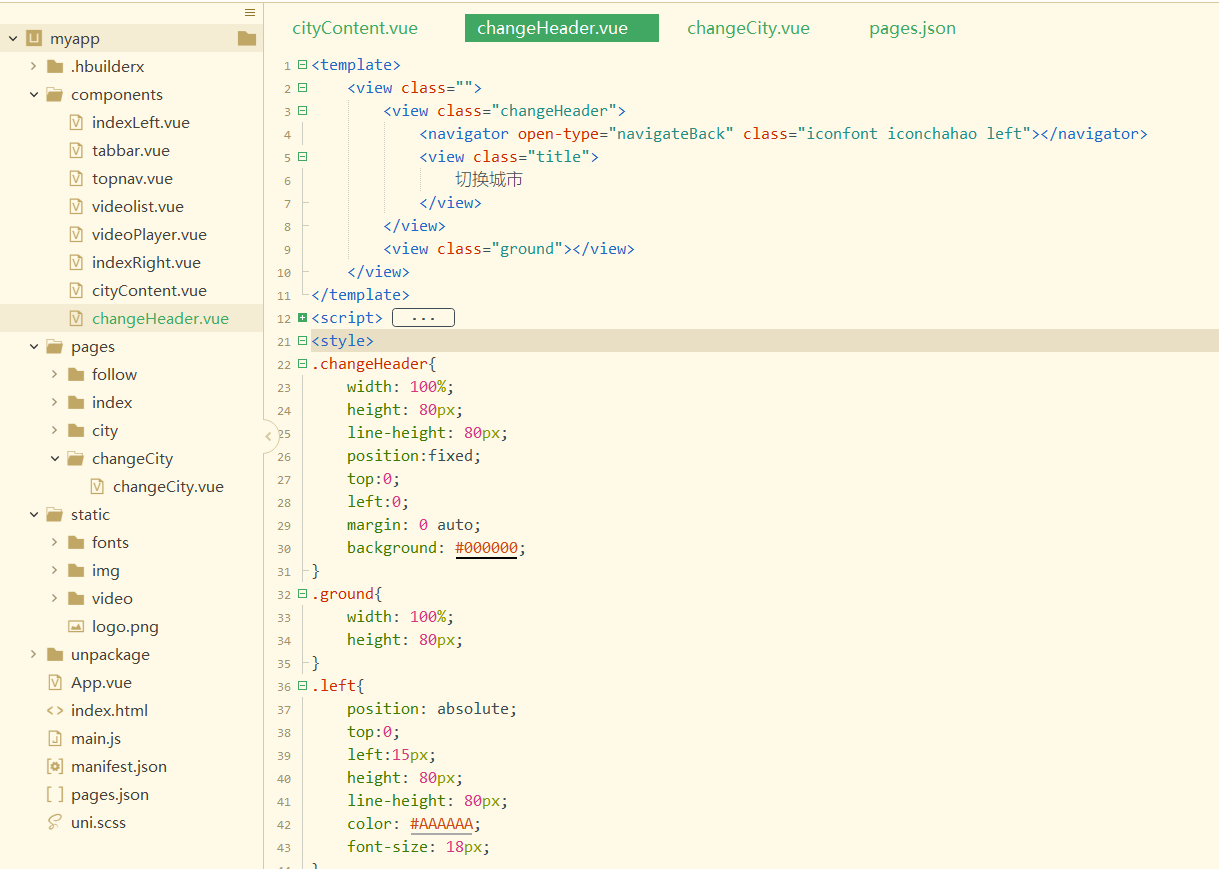 myapp
.hbuilderx
components
indexLeft.vue
tabbar.vue
topnav.vue
videolist.vue
videoPlayer.vue
indexRight.vue
cityContent.vue
changeHeader.vue
pages
follow
index
city
changeCity
changeCity.vue
static
fonts
img
video
logo.png
unpackage
App.vue
index.html
main.js
manifest.json
pages.json
uni.scss
cityContent.vue changeHeader.vue changeCity.vue pages.json
1 <template>
2 <view class="">
3 <view class="changeHeader">
4 <navigator open-type="navigateBack" class="iconfont iconchahao left"></navigator>
5 <view class="title">
6 切换城市
7 </view>
8 </view>
9 <view class="ground"></view>
10 </view>
11 </template>
12 <script> ...
21 <style>
22 .changeHeader{
23 width: 100%;
24 height: 80px;
25 line-height: 80px;
26 position:fixed;
27 top:0;
28 left:0;
29 margin: 0 auto;
30 background: #000000;
31 }
32 .ground{
33 width: 100%;
34 height: 80px;
35 }
36 .left{
37 position: absolute;
38 top:0;
39 left:15px;
40 height: 80px;
41 line-height: 80px;
42 color: #AAAAAA;
43 font-size: 18px;